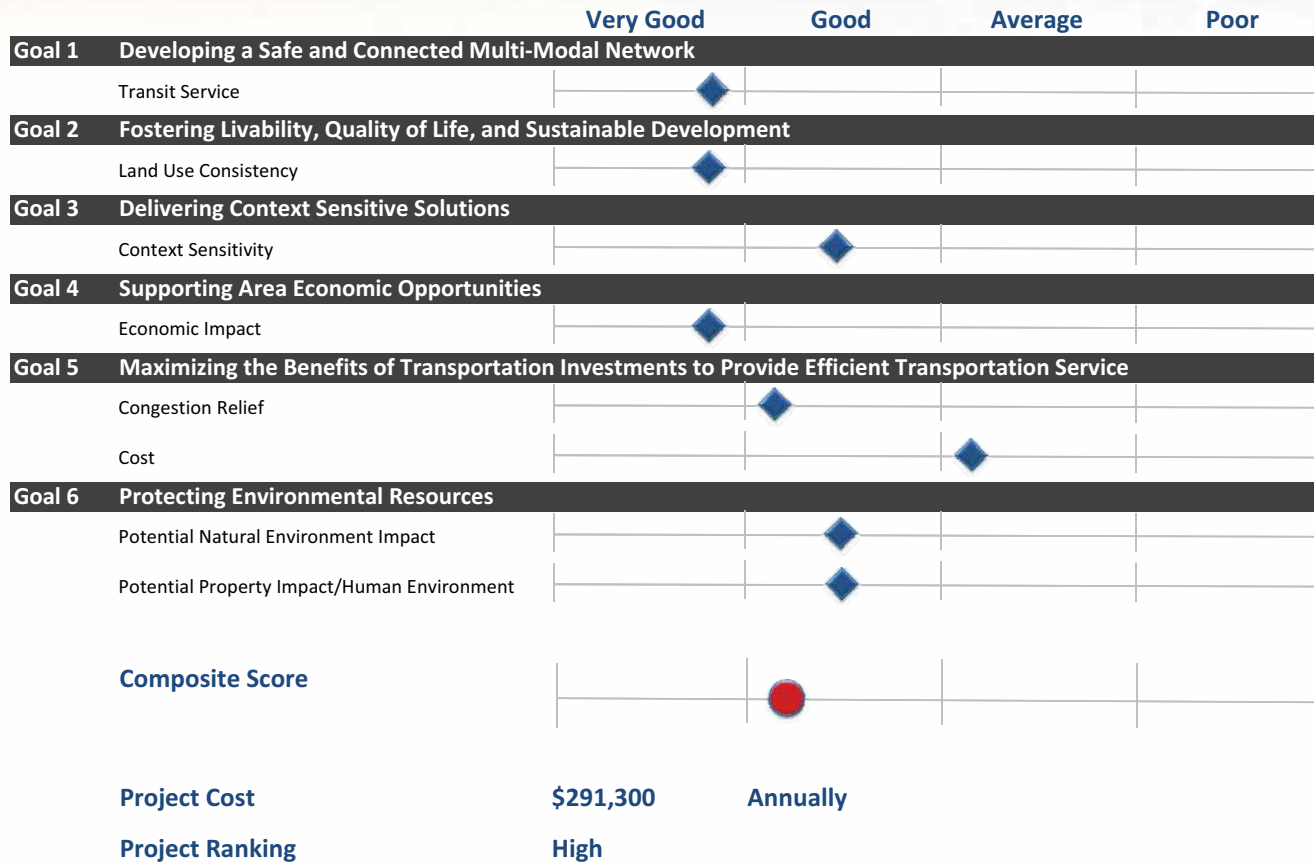 Very Good Good Average Poor
Goal 1 Developing a Safe and Connected Multi-Modal Network
Transit Service
Goal 2 Fostering Livability, Quality of Life, and Sustainable Development
Land Use Consistency
Goal 3 Delivering Context Sensitive Solutions
Context Sensitivity
Goal 4 Supporting Area Economic Opportunities
Economic Impact
Goal 5 Maximizing the Benefits of Transportation Investments to Provide Efficient Transportation Service
Congestion Relief
Cost
Goal 6 Protecting Environmental Resources
Potential Natural Environment Impact
Potential Property Impact/Human Environment
Composite Score
Project Cost $291,300 Annually
Project Ranking High